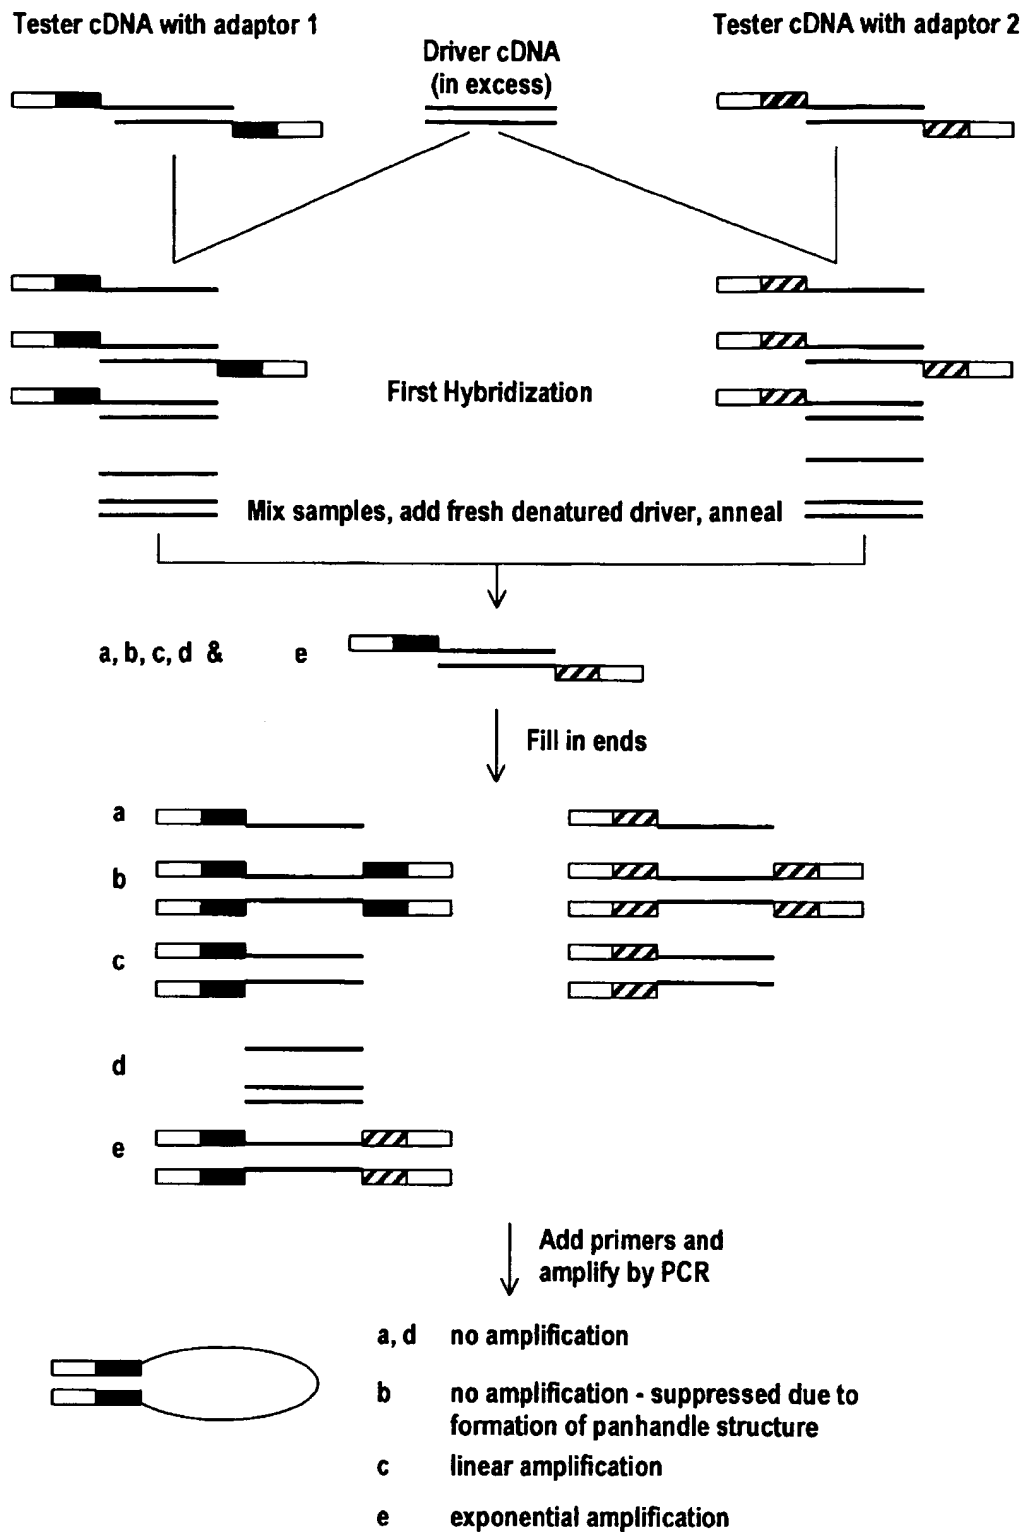 Tester cDNA with adaptor 1
Driver cDNA
(in excess)
Tester cDNA with adaptor 2
First Hybridization
Mix samples, add fresh denatured driver, anneal
a, b, c, d & e
Fill in ends
a
b
c
d
e
Add primers and
amplify by PCR
a, d no amplification
b no amplification - suppressed due to
formation of panhandle structure
c linear amplification
e exponential amplification